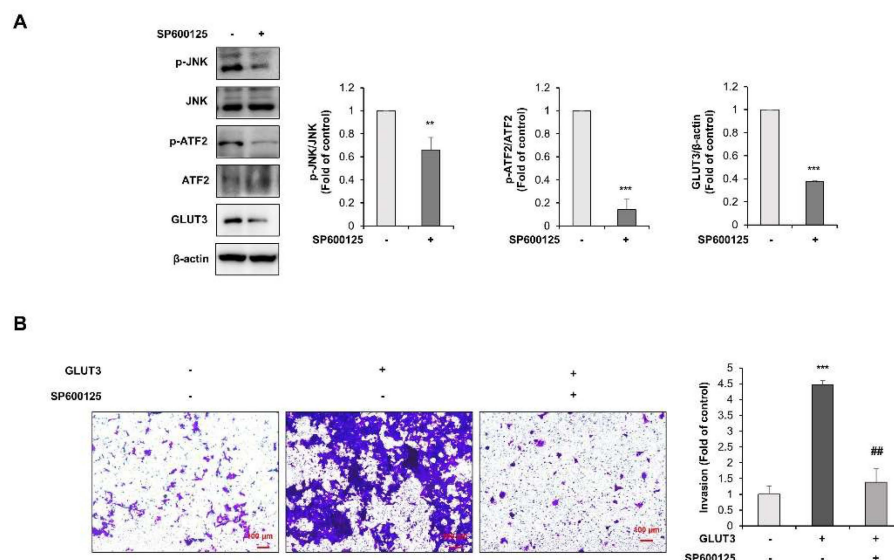 A
SP600125 - +
p-JNK
JNK
p-ATF2
ATF2
GLUT3
β-actin
p-JNK/JNK
(Fold of control)
1.2
1
0.8
0.6
0.4
0.2
0
**
SP600125 - +
p-ATF2/ATF2
(Fold of control)
1.2
1
0.8
0.6
0.4
0.2
0
***
SP600125 - +
GLUT3/β-actin
(Fold of control)
1.2
1
0.8
0.6
0.4
0.2
0
***
SP600125 - +
B
GLUT3 - + +
SP600125 - - +
400 µm
400 µm
Invasion (Fold of control)
5
4.5
4
3.5
3
2.5
2
1.5
1
0.5
0
***
##
GLUT3 - + +
SP600125 - - +